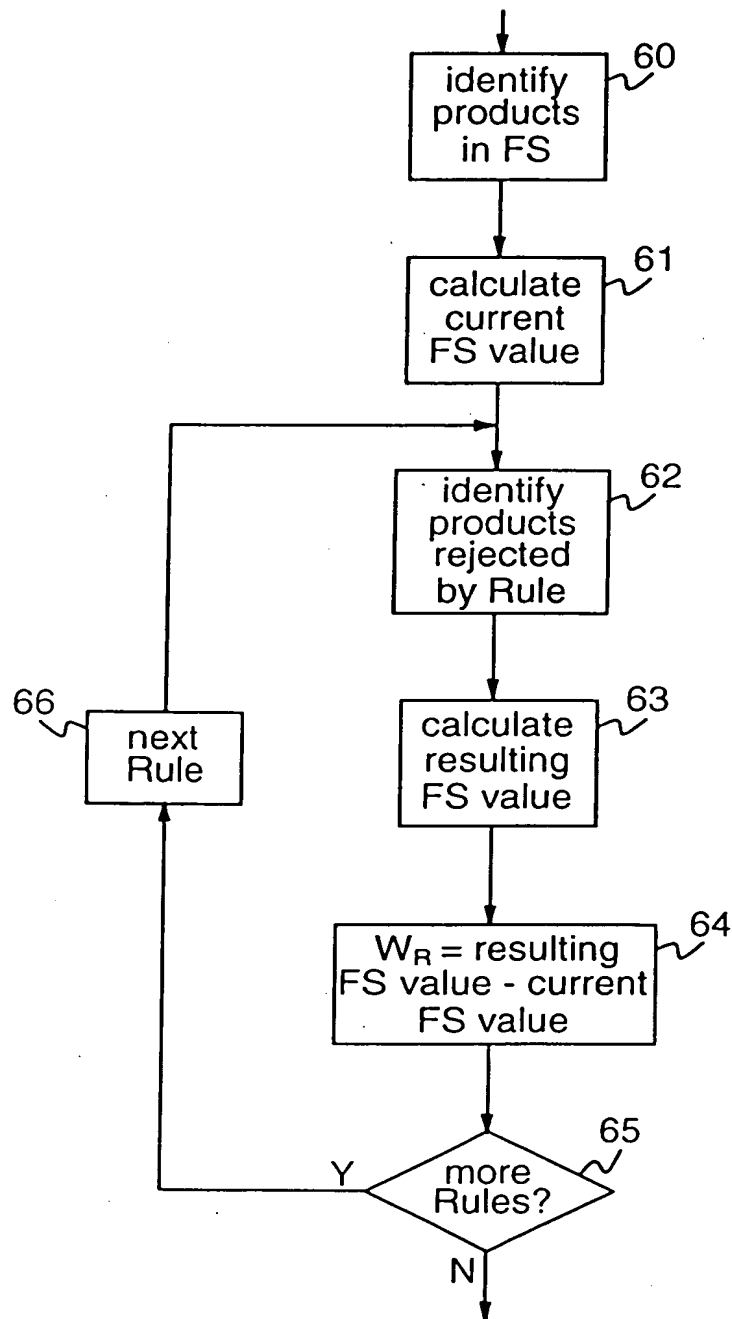 60
identify
products
in FS
61
calculate
current
FS value
62
identify
products
rejected
by Rule
63
calculate
resulting
FS value
66
next
Rule
64
W_R = resulting
FS value - current
FS value
65
more
Rules?
Y
N